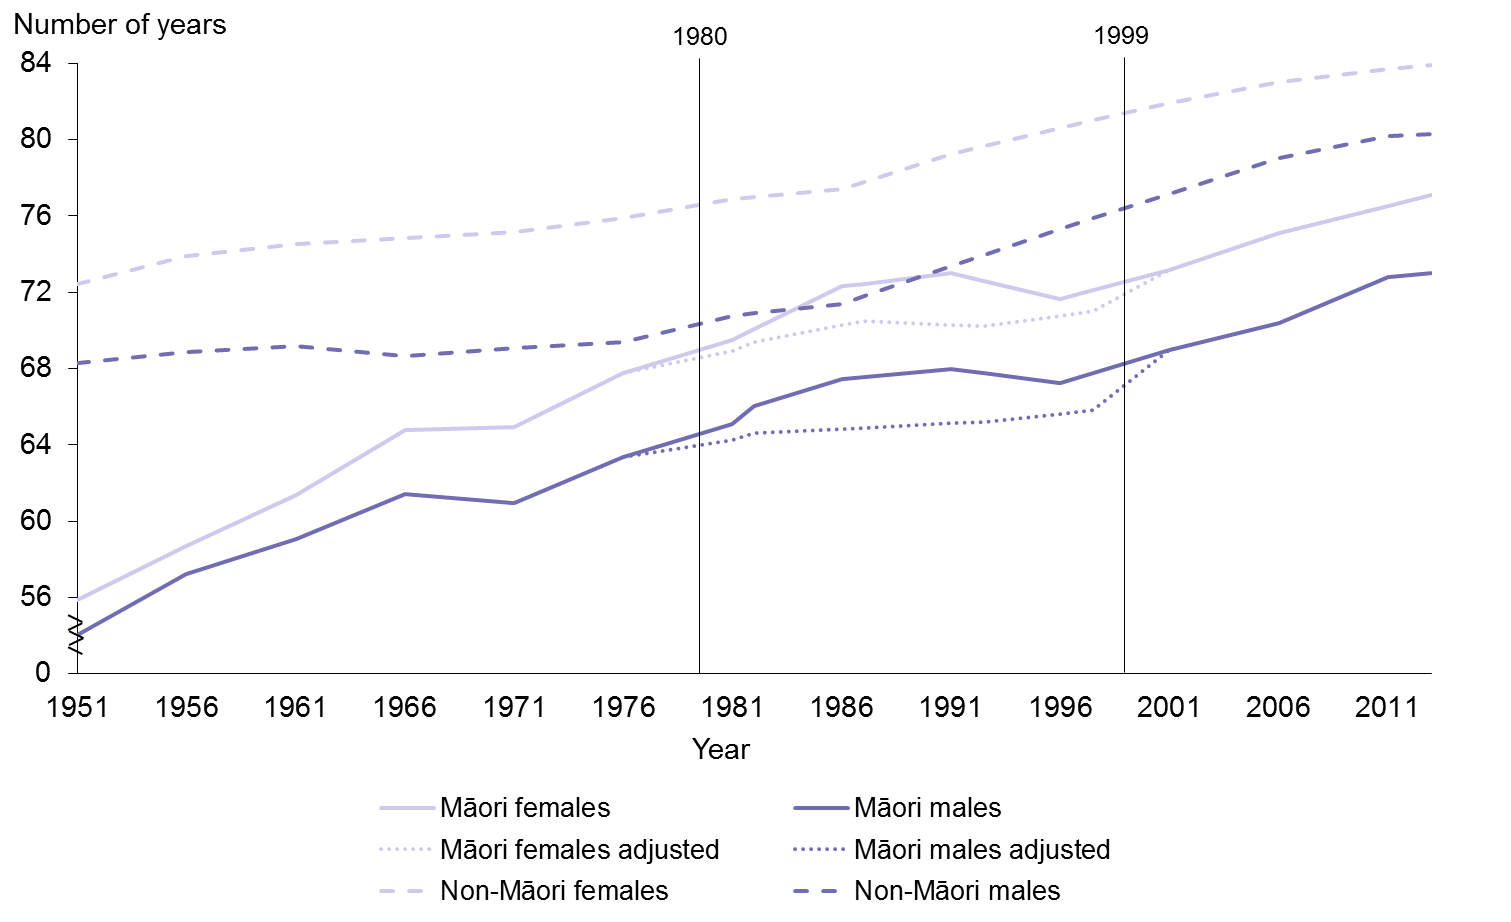 Number of years
1980
1999
84
80
76
72
68
64
60
56
0
1951 1956 1961 1966 1971 1976 1981 1986 1991 1996 2001 2006 2011
Year
Māori females Māori males
Māori females adjusted Māori males adjusted
Non-Māori females Non-Māori males